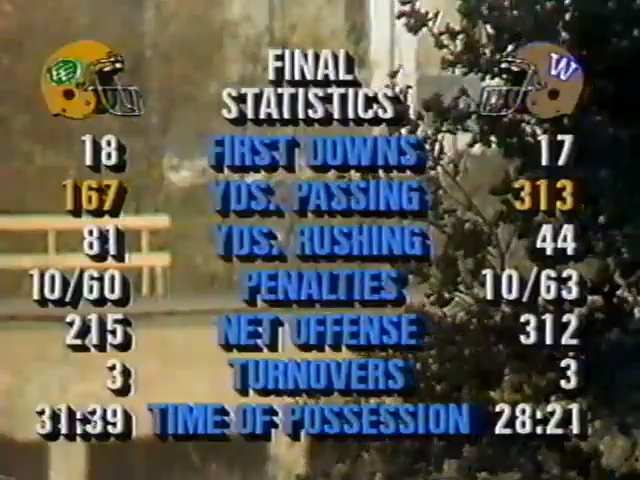 FINAL
STATISTICS
18 FIRST DOWNS 17
167 YDS. PASSING 313
81 YDS. RUSHING 44
10/60 PENALTIES 10/63
215 NET OFFENSE 312
3 TURNOVERS 3
31:39 TIME OF POSSESSION 28:21
W